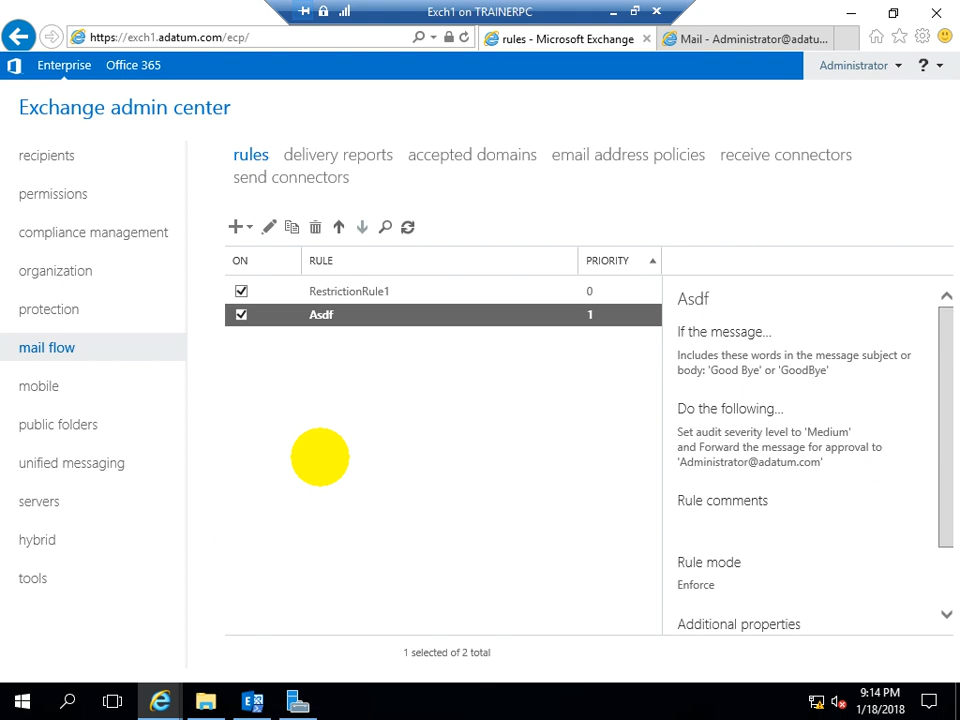 Exch1 on TRAINERPC
https://exch1.adatum.com/ecp/
rules - Microsoft Exchange
Mail - Administrator@adatu...
Enterprise
Office 365
Administrator
?
Exchange admin center
recipients
permissions
compliance management
organization
protection
mail flow
mobile
public folders
unified messaging
servers
hybrid
tools
rules
delivery reports
accepted domains
email address policies
receive connectors
send connectors
ON
RULE
PRIORITY
RestrictionRule1
0
Asdf
1
Asdf
If the message...
Includes these words in the message subject or
body: 'Good Bye' or 'GoodBye'
Do the following...
Set audit severity level to 'Medium'
and Forward the message for approval to
'Administrator@adatum.com'
Rule comments
Rule mode
Enforce
Additional properties
1 selected of 2 total
9:14 PM
1/18/2018